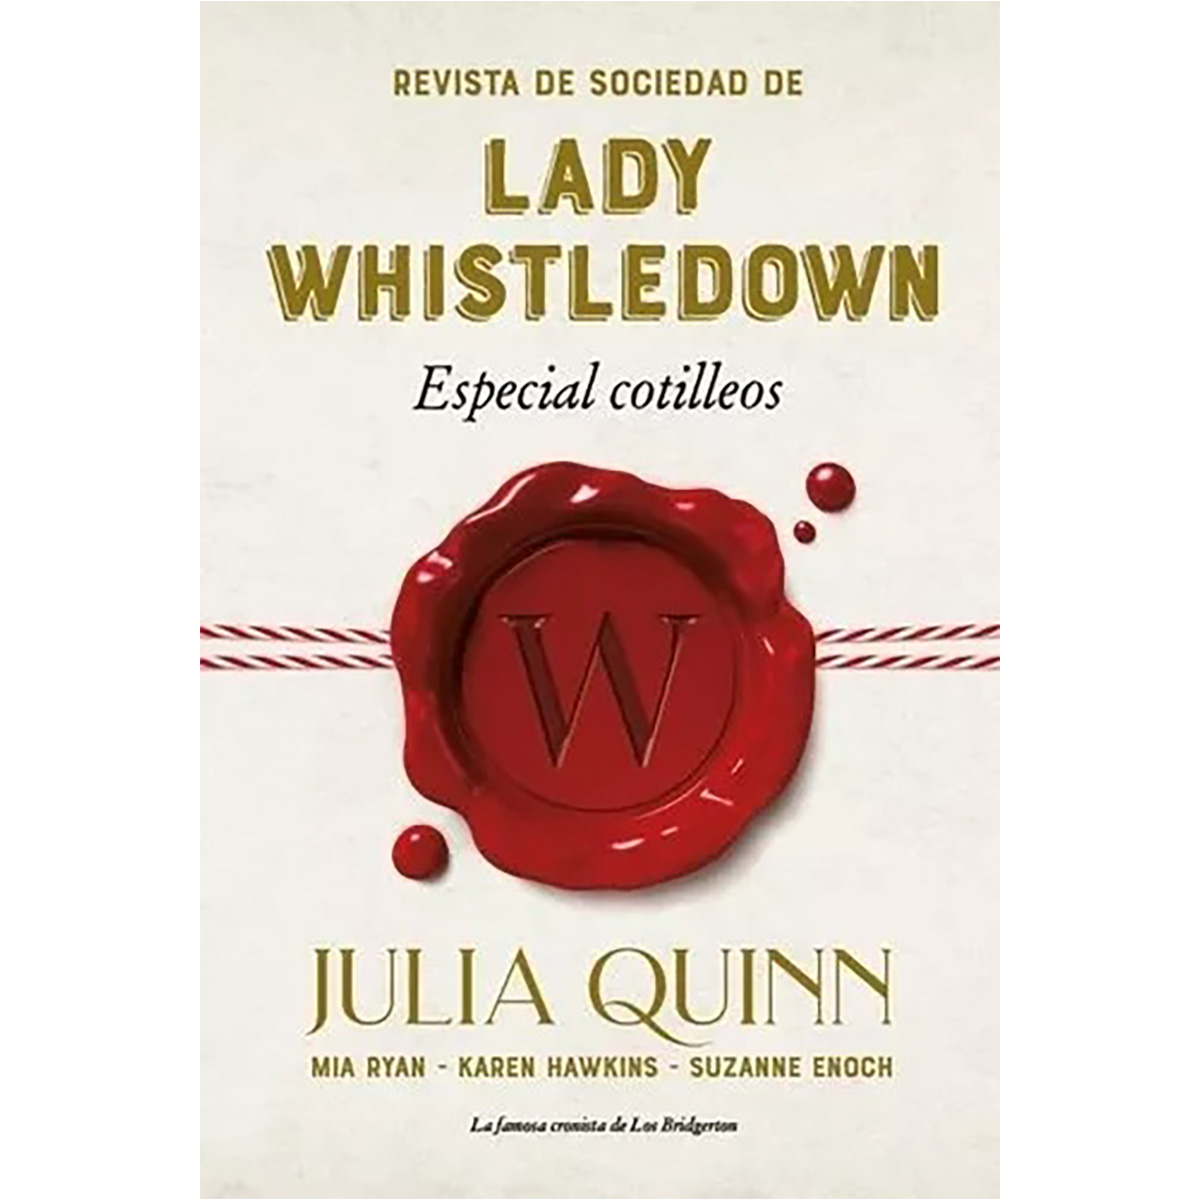 REVISTA DE SOCIEDAD DE
LADY
WHISTLEDOWN
Especial cotilleos
W
JULIA QUINN
MIA RYAN - KAREN HAWKINS - SUZANNE ENOCH
La famosa cronista de Los Bridgerton